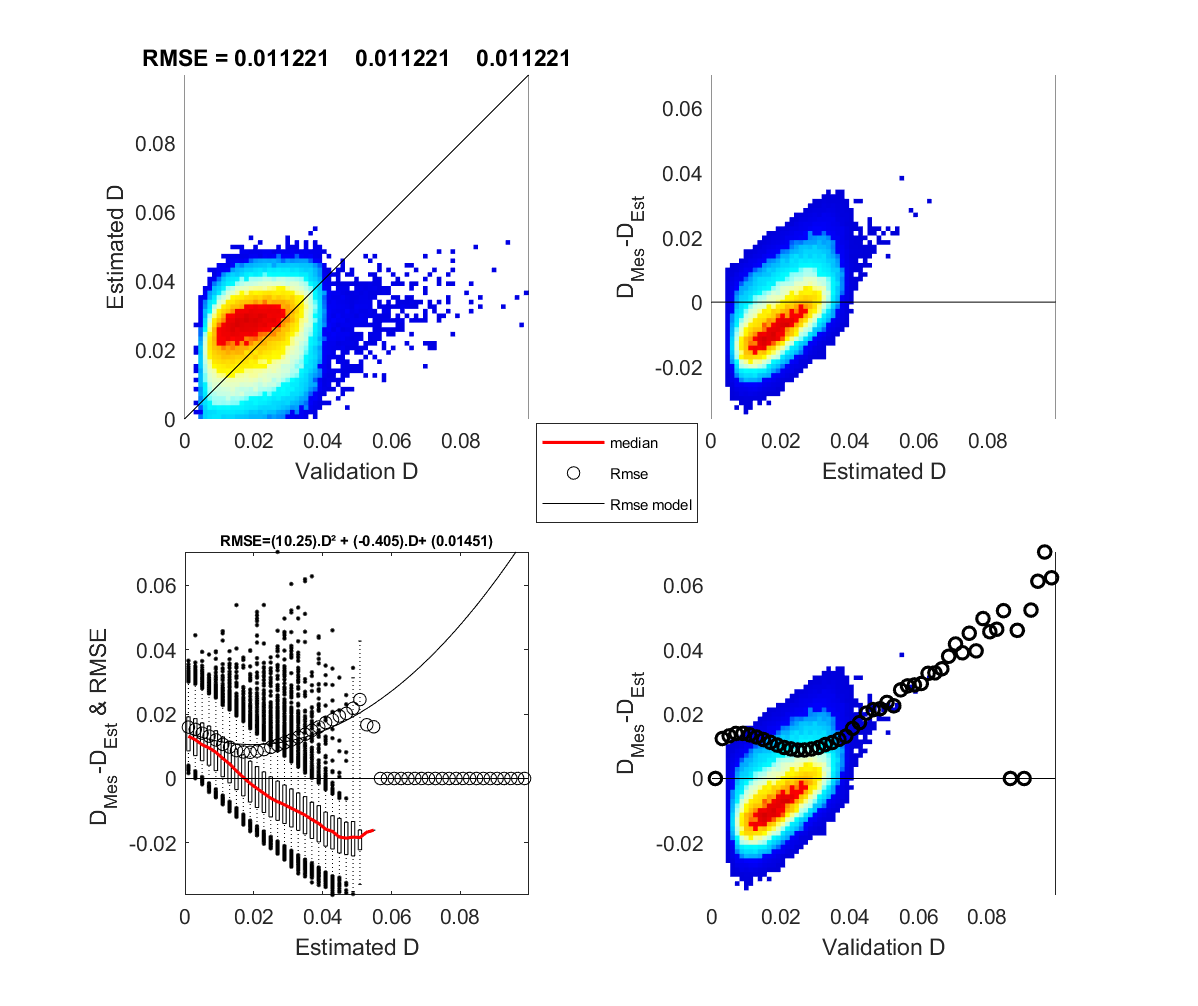 RMSE = 0.011221 0.011221 0.011221
0.08
0.06
0.04
0.02
0
Estimated D
0 0.02 0.04 0.06 0.08
Validation D
0.06
0.04
0.02
0
-0.02
D_Mes-D_Est
0 0.02 0.04 0.06 0.08
Estimated D
median
Rmse
Rmse model
RMSE=(10.25).D² + (-0.405).D+ (0.01451)
0.06
0.04
0.02
0
-0.02
D_Mes-D_Est & RMSE
0 0.02 0.04 0.06 0.08
Estimated D
0.06
0.04
0.02
0
-0.02
D_Mes-D_Est
0 0.02 0.04 0.06 0.08
Validation D